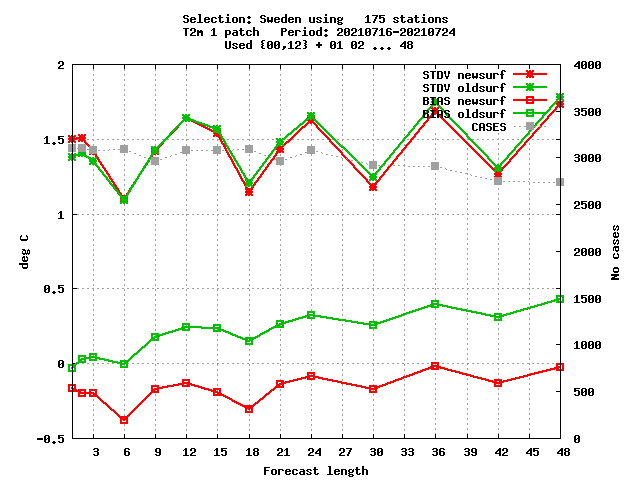 Selection: Sweden using   175 stations
T2m 1 patch   Period: 20210716-20210724
Used {00,12} + 01 02 ... 48
STDV newsurf
STDV oldsurf
BIAS newsurf
BIAS oldsurf
CASES
deg C
2
1.5
1
0.5
0
-0.5
4000
3500
3000
2500
2000
1500
1000
500
0
No cases
3 6 9 12 15 18 21 24 27 30 33 36 39 42 45 48
Forecast length